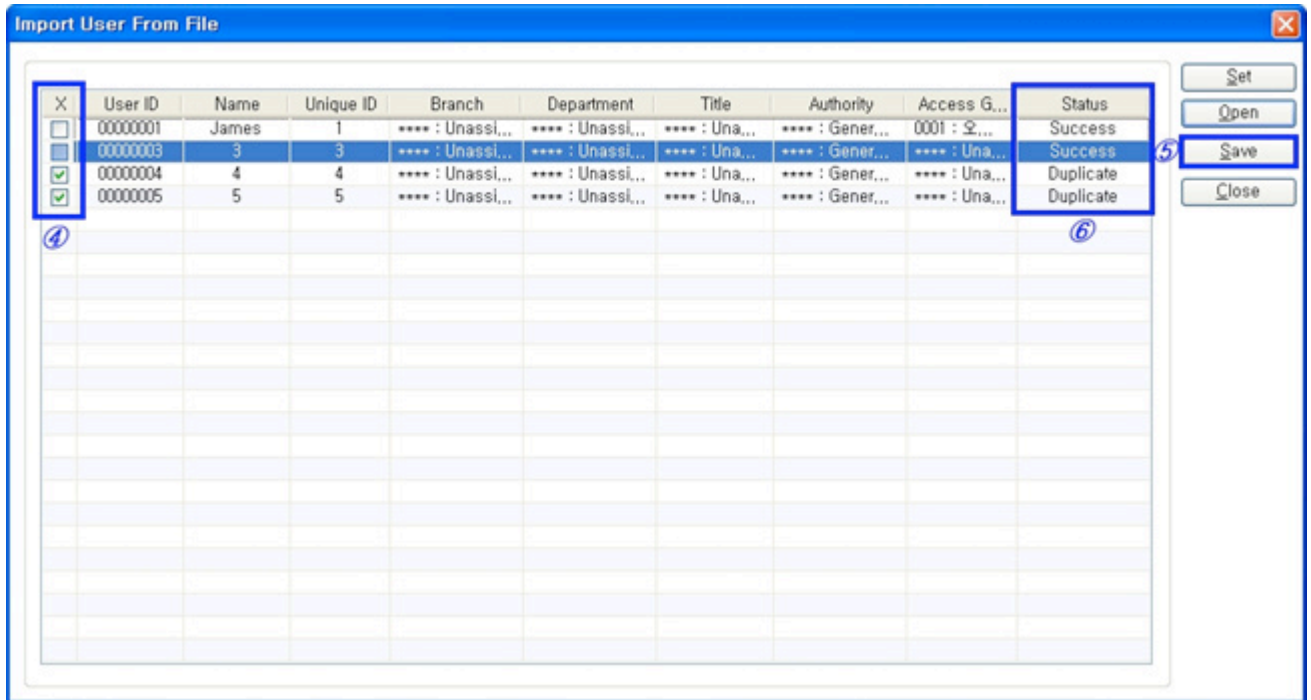 Import User From File
Set
X User ID Name Unique ID Branch Department Title Authority Access G... Status
Open
00000001 James 1 **** : Unassi... **** : Unassi... **** : Una... **** : Gener... 0001 : 오... Success
00000003 3 3 **** : Unassi... **** : Unassi... **** : Una... **** : Gener... **** : Una... Success
⑤ Save
00000004 4 4 **** : Unassi... **** : Unassi... **** : Una... **** : Gener... **** : Una... Duplicate
00000005 5 5 **** : Unassi... **** : Unassi... **** : Una... **** : Gener... **** : Una... Duplicate
Close
④ ⑥